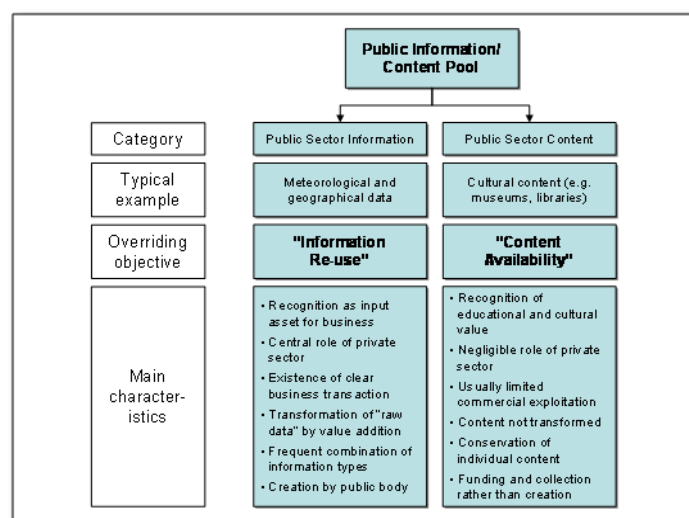 Public Information/
Content Pool
Category
Public Sector Information
Public Sector Content
Typical
example
Meteorological and
geographical data
Cultural content (e.g.
museums, libraries)
Overriding
objective
"Information
Re-use"
"Content
Availability"
Main
character-
istics
• Recognition as input
asset for business
• Central role of private
sector
• Existence of clear
business transaction
• Transformation of "raw
data" by value addition
• Frequent combination of
information types
• Creation by public body
• Recognition of
educational and cultural
value
• Negligible role of private
sector
• Usually limited
commercial exploitation
• Content not transformed
• Conservation of
individual content
• Funding and collection
rather than creation